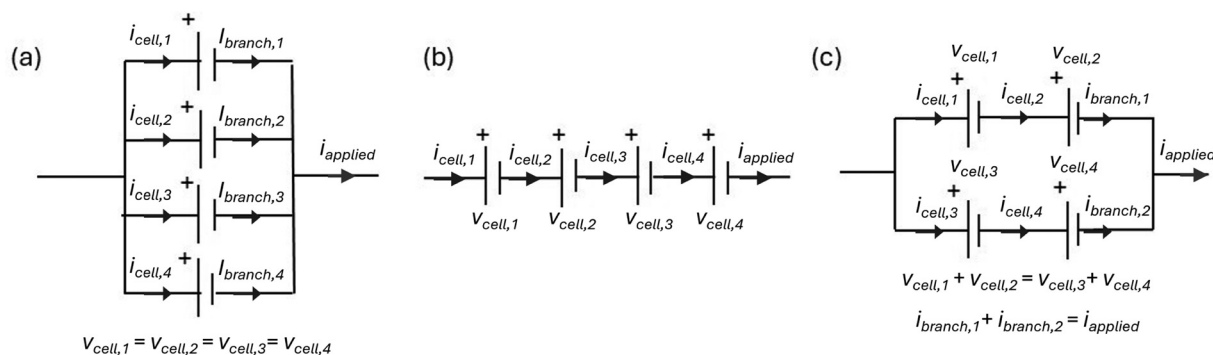 (a)
i_cell,1 + I_branch,1
i_cell,2 + I_branch,2
i_cell,3 + I_branch,3
i_cell,4 + I_branch,4
i_applied
v_cell,1 = v_cell,2 = v_cell,3 = v_cell,4
(b)
+ + + +
i_cell,1 i_cell,2 i_cell,3 i_cell,4 i_applied
v_cell,1 v_cell,2 v_cell,3 v_cell,4
(c)
v_cell,1 v_cell,2
+ +
i_cell,1 i_cell,2 i_branch,1
i_applied
v_cell,3 v_cell,4
+ +
i_cell,3 i_cell,4 i_branch,2
v_cell,1 + v_cell,2 = v_cell,3 + v_cell,4
i_branch,1 + i_branch,2 = i_applied